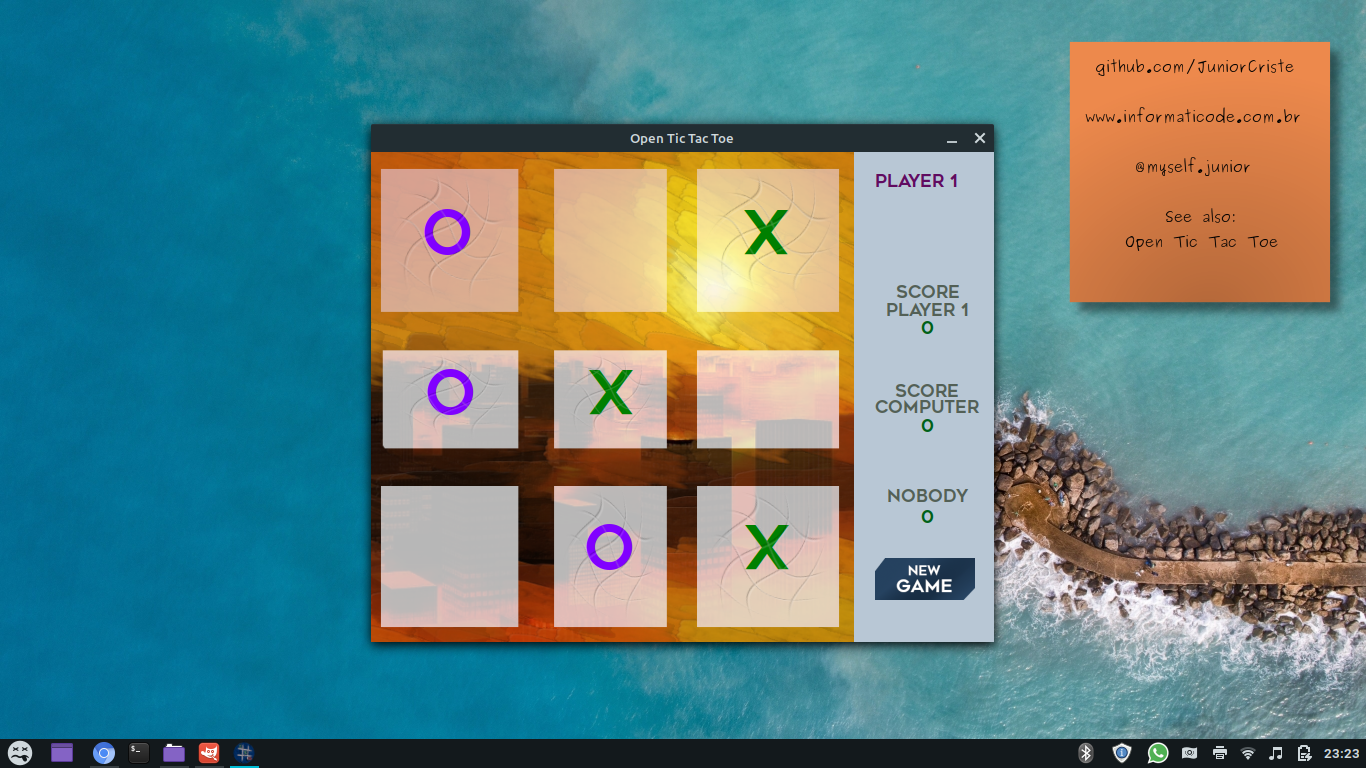 github.com/JuniorCriste
www.informaticode.com.br
@myself.junior
See also:
Open Tic Tac Toe
Open Tic Tac Toe
O X
O X
O X
PLAYER 1
SCORE
PLAYER 1
0
SCORE
COMPUTER
0
NOBODY
0
NEW
GAME
$_
23:23